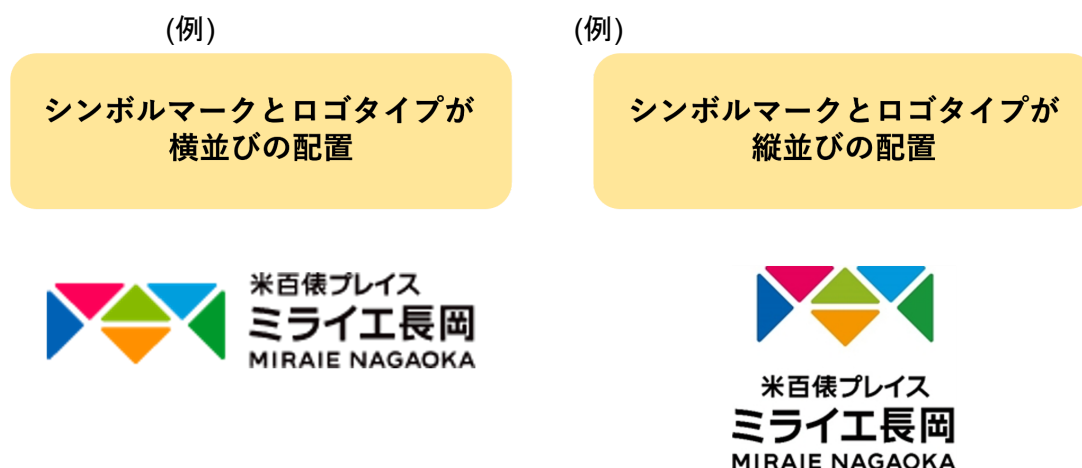 (例)
シンボルマークとロゴタイプが
横並びの配置
米百俵プレイス
ミライエ長岡
MIRAIE NAGAOKA
(例)
シンボルマークとロゴタイプが
縦並びの配置
米百俵プレイス
ミライエ長岡
MIRAIE NAGAOKA